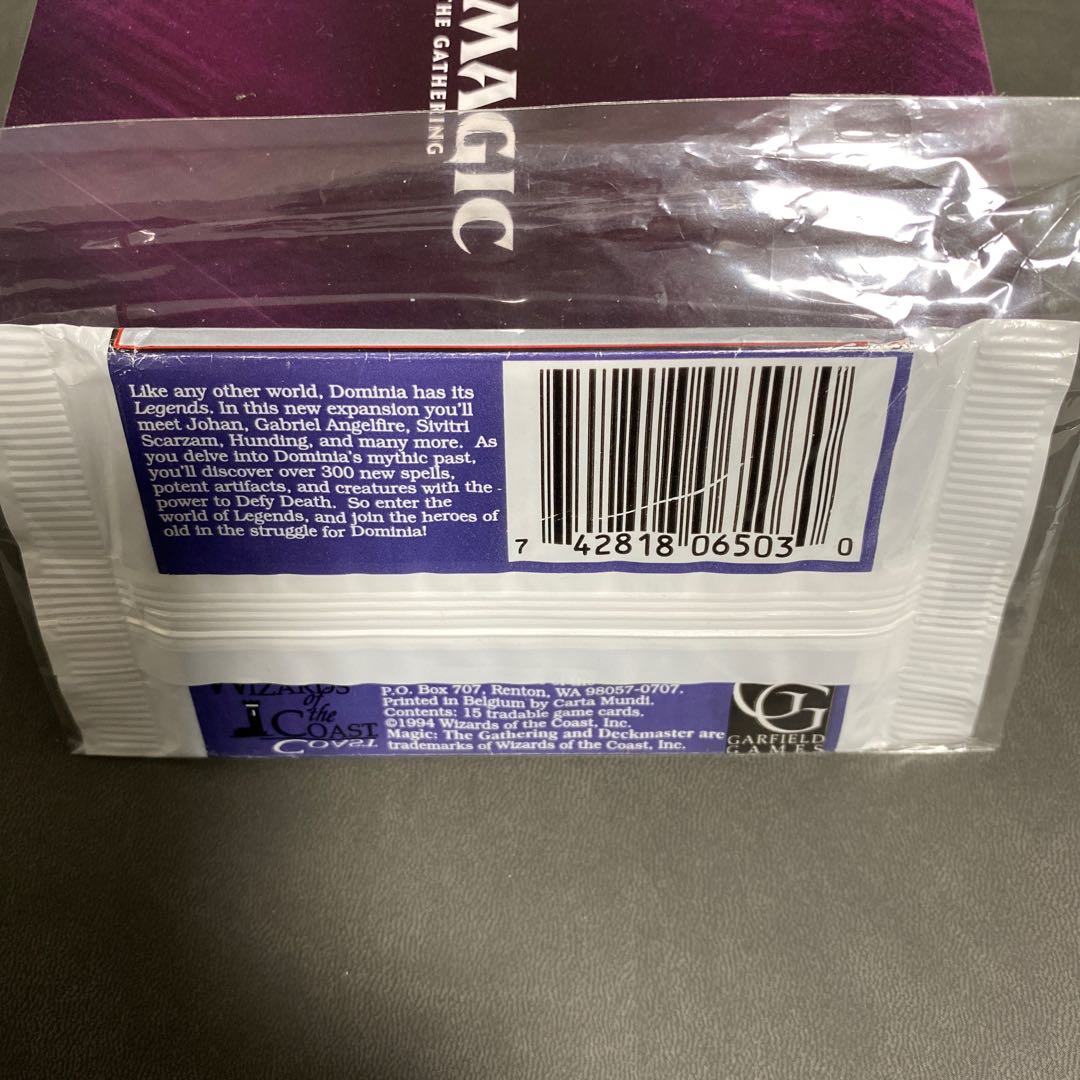 MAGIC
THE GATHERING
Like any other world, Dominia has its
Legends. In this new expansion you'll
meet Johan, Gabriel Angelfire, Sivitri
Scarzam, Hunding, and many more. As
you delve into Dominia's mythic past,
you'll discover over 300 new spells,
potent artifacts, and creatures with the
power to Defy Death. So enter the
world of Legends, and join the heroes of
old in the struggle for Dominia!
7 42818 06503 0
WIZARDS
of the
COAST
COAST
P.O. Box 707, Renton, WA 98057-0707.
Printed in Belgium by Carta Mundi.
Contents: 15 tradable game cards.
©1994 Wizards of the Coast, Inc.
Magic: The Gathering and Deckmaster are
trademarks of Wizards of the Coast, Inc.
GG
GARFIELD
GAMES